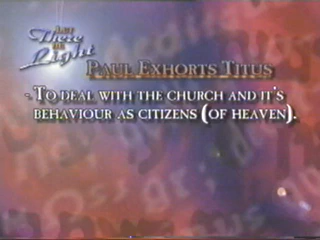 Let
There
be
Light
Paul Exhorts Titus
- To deal with the church and it's
behaviour as citizens (of heaven).